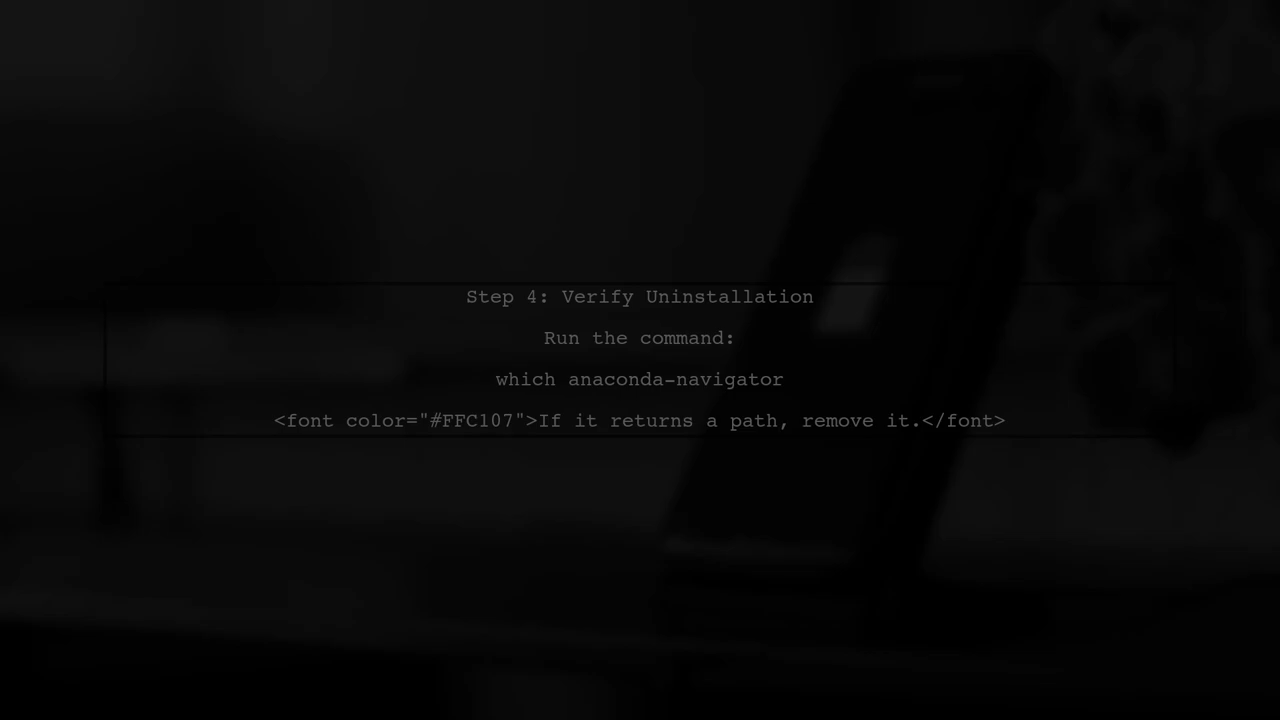 Step 4: Verify Uninstallation
Run the command:
which anaconda-navigator
<font color="#FFC107">If it returns a path, remove it.</font>